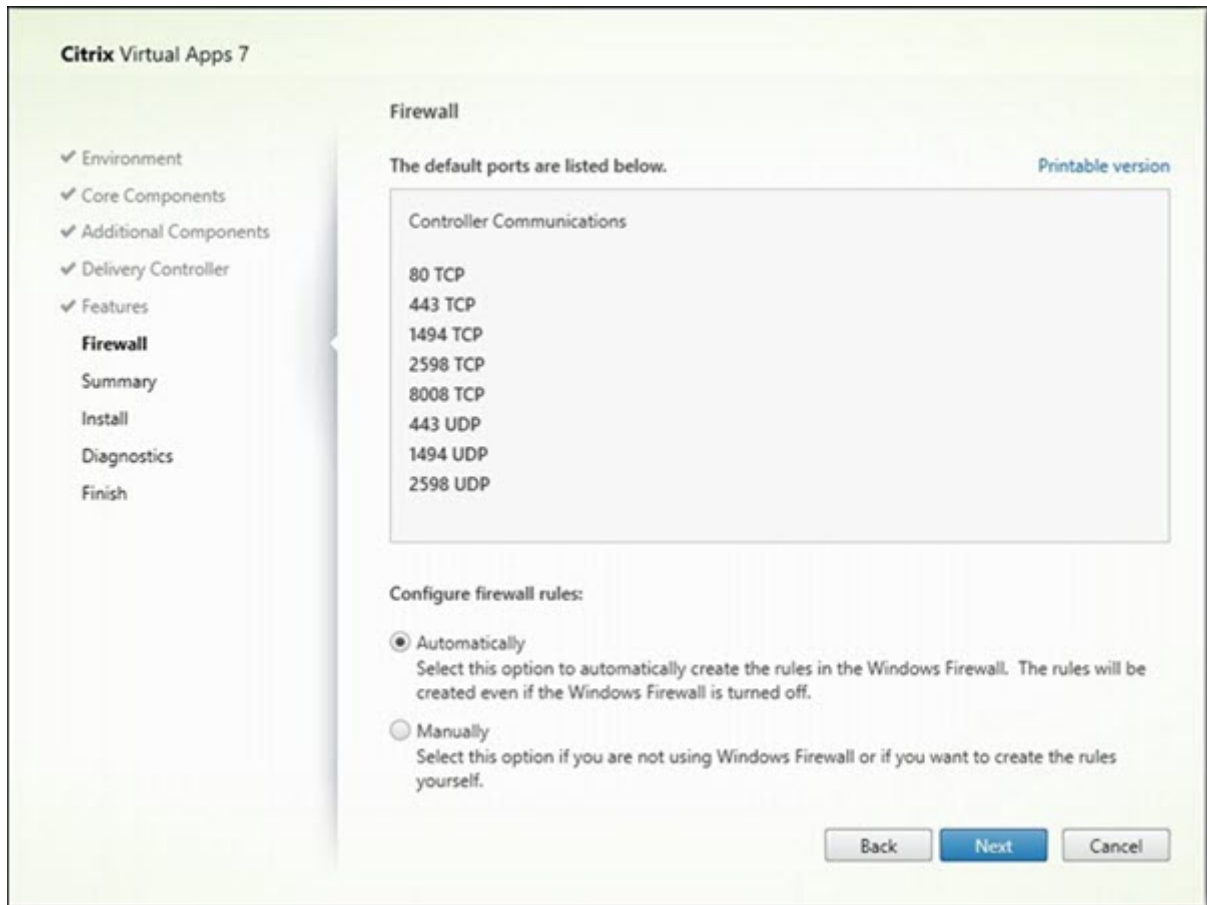 Citrix Virtual Apps 7
✔ Environment
✔ Core Components
✔ Additional Components
✔ Delivery Controller
✔ Features
Firewall
Summary
Install
Diagnostics
Finish
Firewall
The default ports are listed below.
Printable version
Controller Communications
80 TCP
443 TCP
1494 TCP
2598 TCP
8008 TCP
443 UDP
1494 UDP
2598 UDP
Configure firewall rules:
Automatically
Select this option to automatically create the rules in the Windows Firewall.  The rules will be
created even if the Windows Firewall is turned off.
Manually
Select this option if you are not using Windows Firewall or if you want to create the rules
yourself.
Back
Next
Cancel